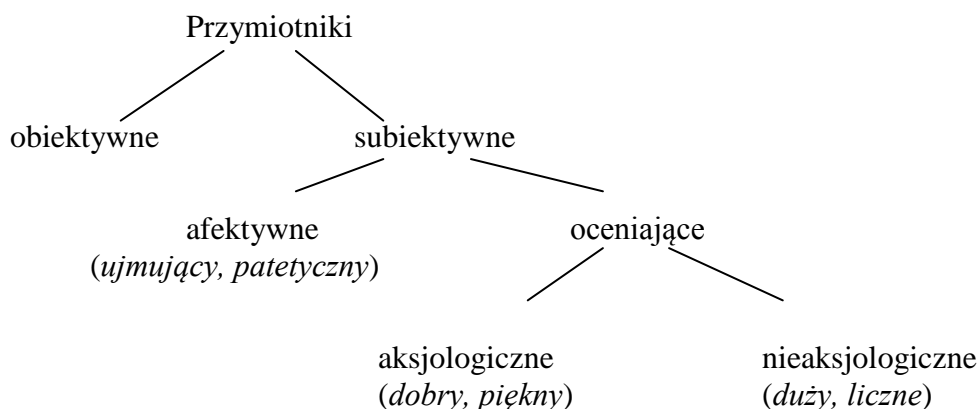 Przymiotniki
obiektywne subiektywne
afektywne oceniające
(ujmujący, patetyczny)
aksjologiczne nieaksjologiczne
(dobry, piękny) (duży, liczne)